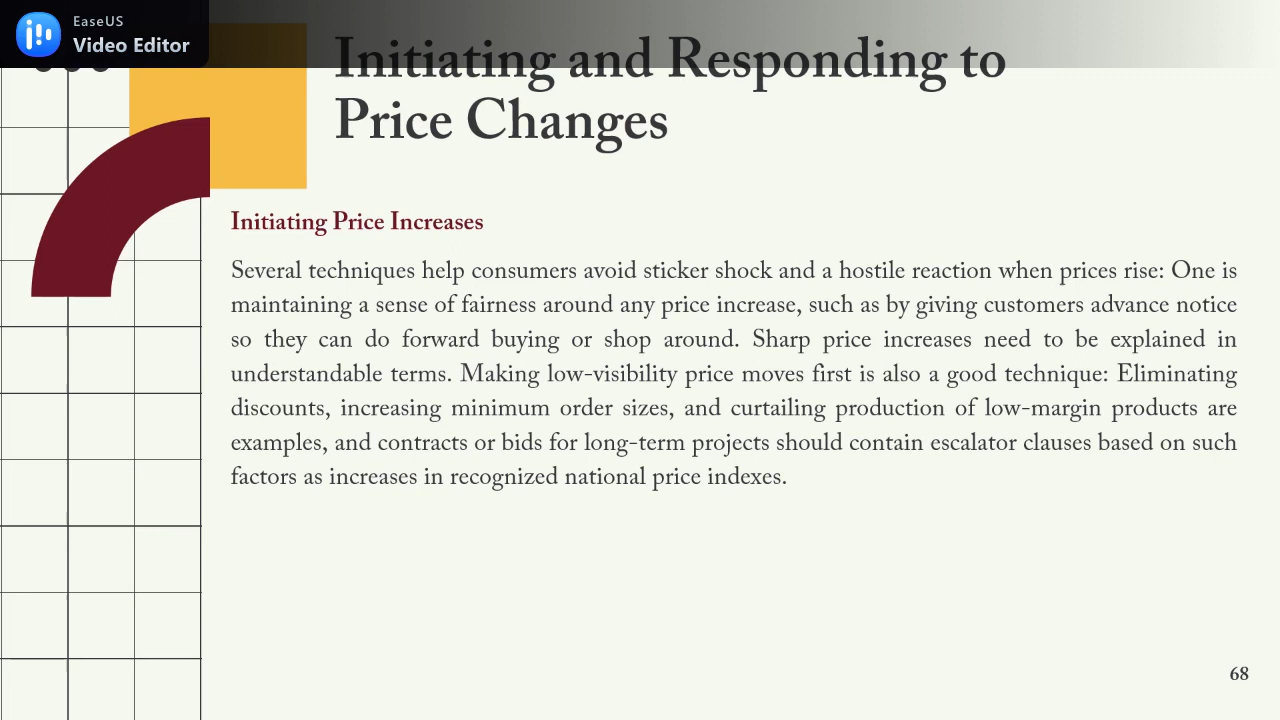 EaseUS
Video Editor
Initiating and Responding to
Price Changes
Initiating Price Increases
Several techniques help consumers avoid sticker shock and a hostile reaction when prices rise: One is
maintaining a sense of fairness around any price increase, such as by giving customers advance notice
so they can do forward buying or shop around. Sharp price increases need to be explained in
understandable terms. Making low-visibility price moves first is also a good technique: Eliminating
discounts, increasing minimum order sizes, and curtailing production of low-margin products are
examples, and contracts or bids for long-term projects should contain escalator clauses based on such
factors as increases in recognized national price indexes.
68